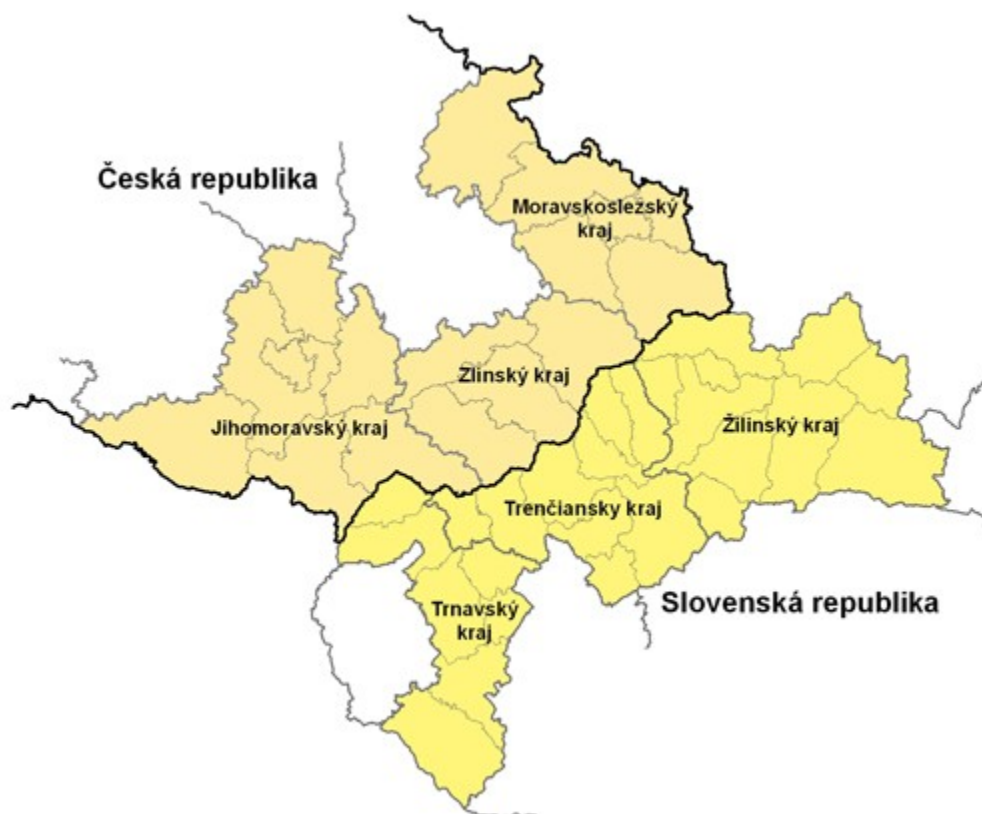 Česká republika
Moravskoslezský
kraj
Zlínský kraj
Jihomoravský kraj
Žilinský kraj
Trenčiansky kraj
Slovenská republika
Trnavský
kraj